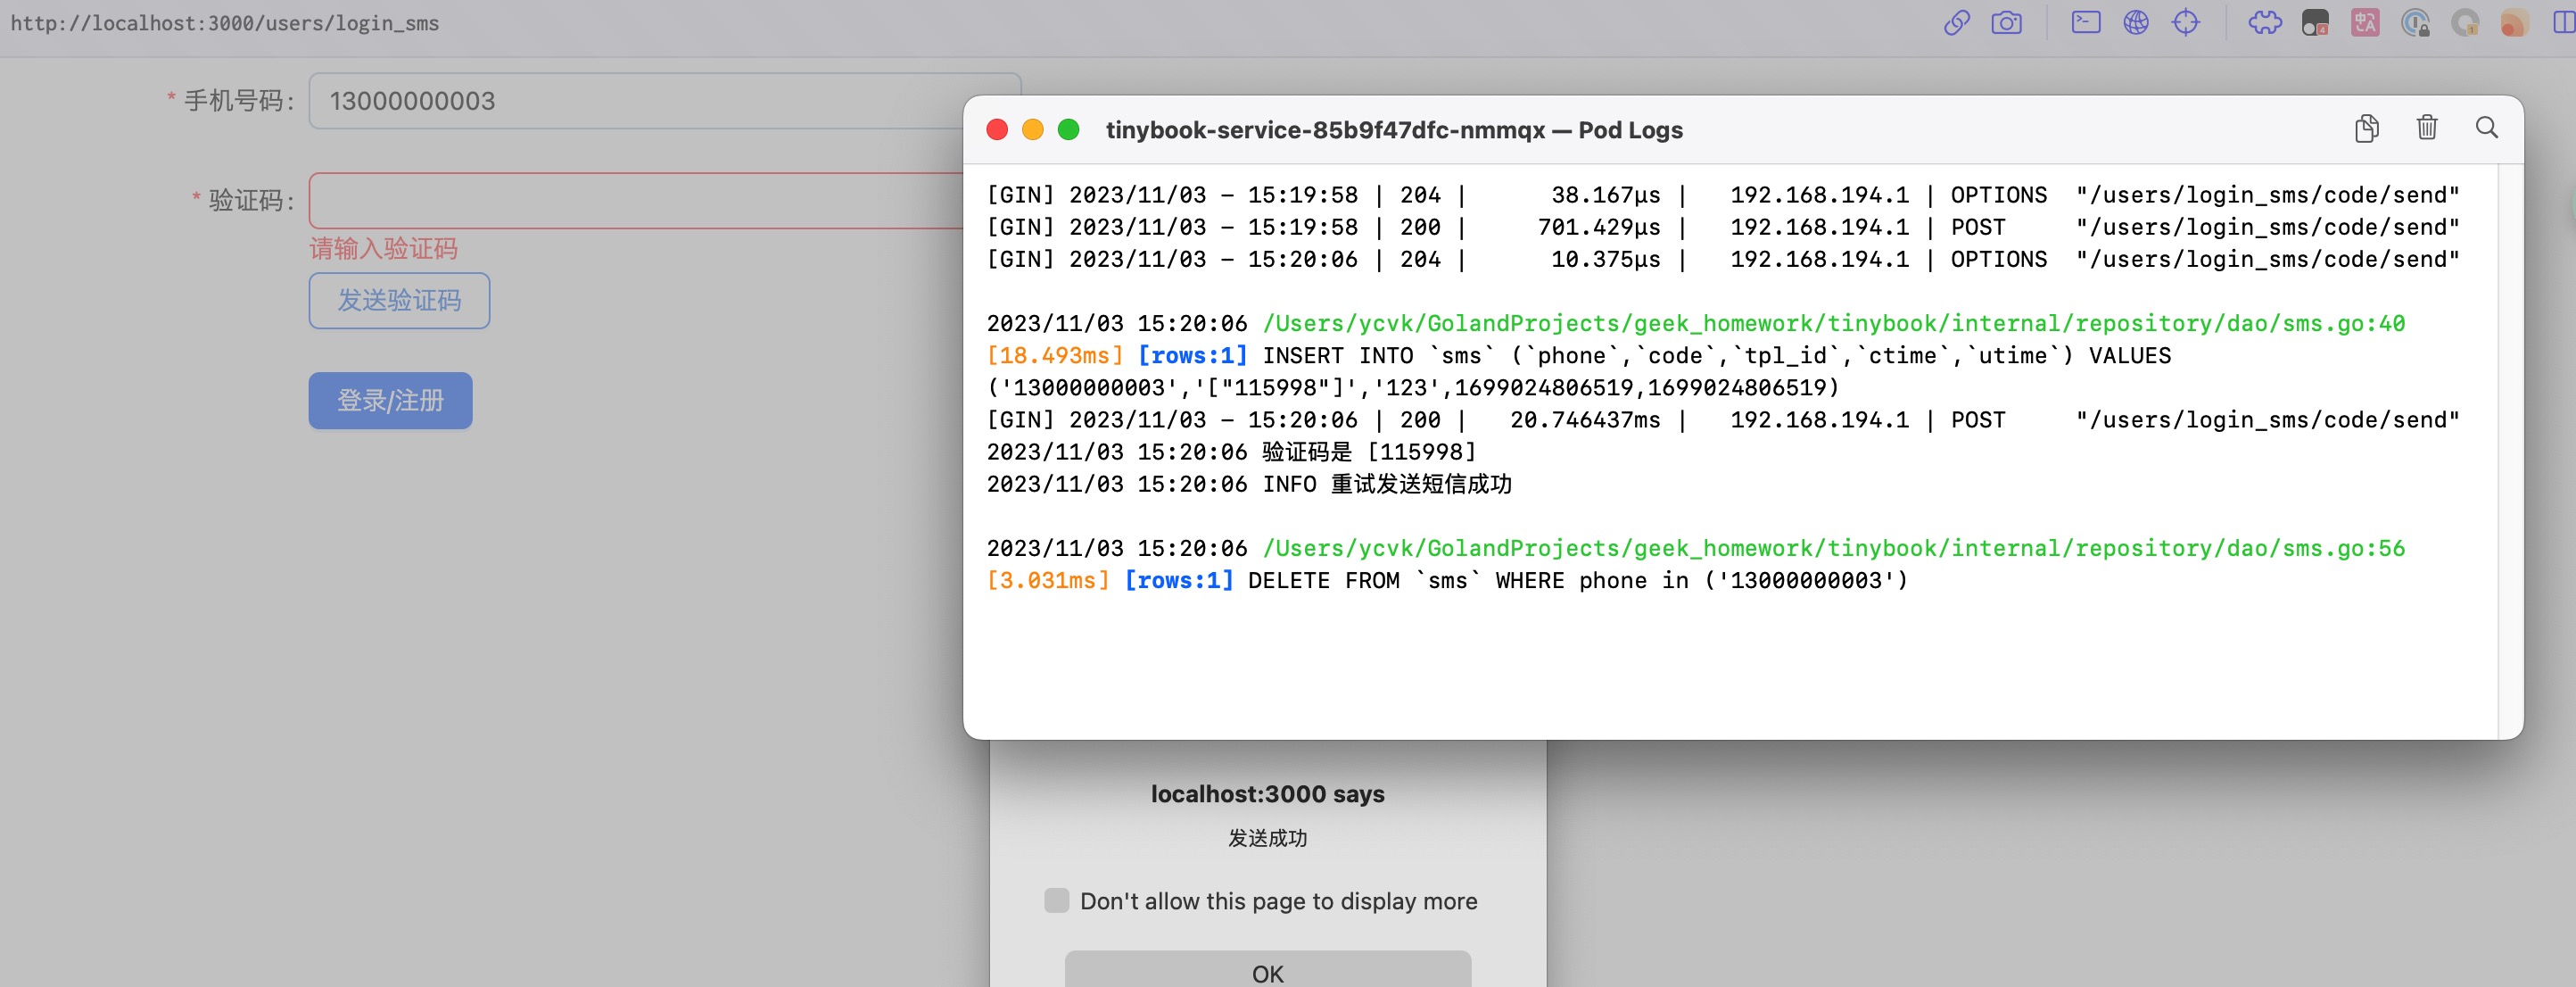 http://localhost:3000/users/login_sms
* 手机号码: 13000000003
* 验证码:
请输入验证码
发送验证码
登录/注册
tinybook-service-85b9f47dfc-nmmqx — Pod Logs
[GIN] 2023/11/03 - 15:19:58 | 204 | 38.167µs | 192.168.194.1 | OPTIONS "/users/login_sms/code/send"
[GIN] 2023/11/03 - 15:19:58 | 200 | 701.429µs | 192.168.194.1 | POST "/users/login_sms/code/send"
[GIN] 2023/11/03 - 15:20:06 | 204 | 10.375µs | 192.168.194.1 | OPTIONS "/users/login_sms/code/send"
2023/11/03 15:20:06 /Users/ycvk/GolandProjects/geek_homework/tinybook/internal/repository/dao/sms.go:40
[18.493ms] [rows:1] INSERT INTO `sms` (`phone`,`code`,`tpl_id`,`ctime`,`utime`) VALUES
('13000000003','["115998"]','123',1699024806519,1699024806519)
[GIN] 2023/11/03 - 15:20:06 | 200 | 20.746437ms | 192.168.194.1 | POST "/users/login_sms/code/send"
2023/11/03 15:20:06 验证码是 [115998]
2023/11/03 15:20:06 INFO 重试发送短信成功
2023/11/03 15:20:06 /Users/ycvk/GolandProjects/geek_homework/tinybook/internal/repository/dao/sms.go:56
[3.031ms] [rows:1] DELETE FROM `sms` WHERE phone in ('13000000003')
localhost:3000 says
发送成功
Don't allow this page to display more
OK